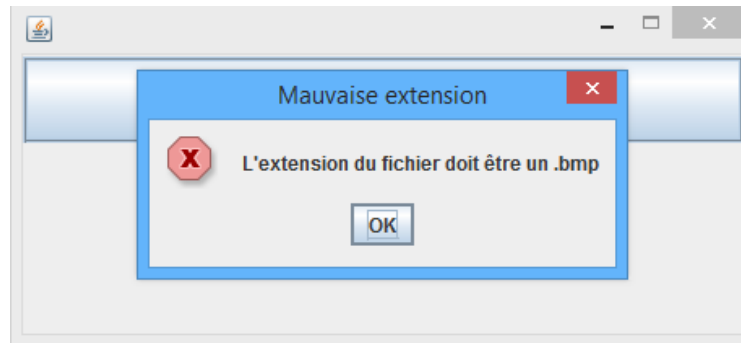 Mauvaise extension
L'extension du fichier doit être un .bmp
OK